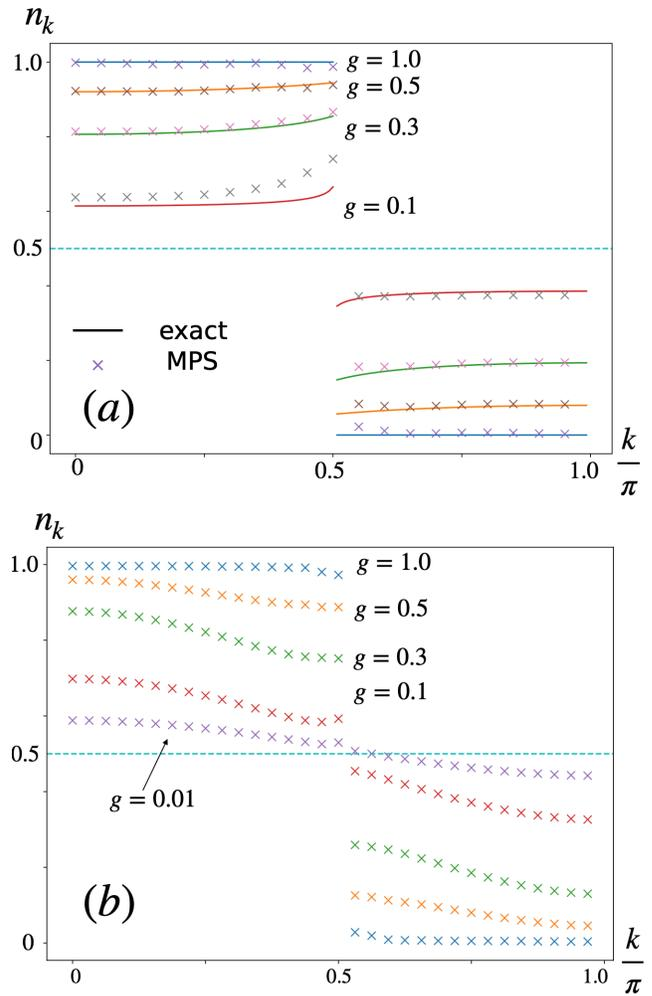 n_k
1.0
g = 1.0
g = 0.5
g = 0.3
g = 0.1
0.5
exact
MPS
(a)
0
0 0.5 1.0
k/π
n_k
1.0
g = 1.0
g = 0.5
g = 0.3
g = 0.1
0.5
g = 0.01
(b)
0
0 0.5 1.0
k/π